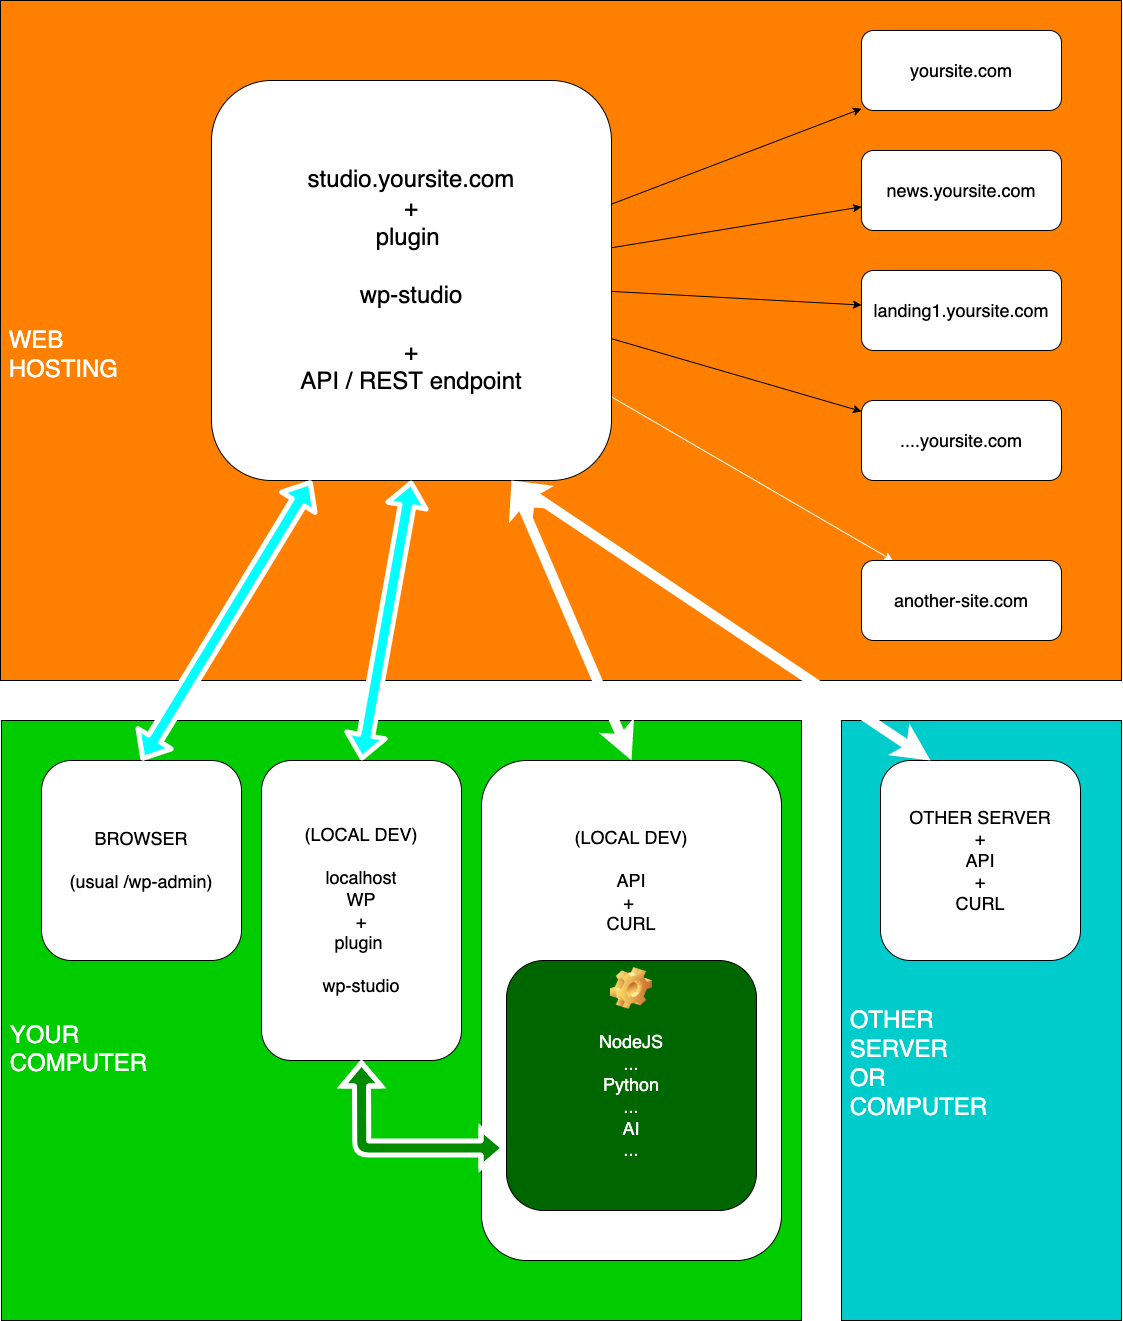 WEB
HOSTING
studio.yoursite.com
+
plugin
wp-studio
+
API / REST endpoint
yoursite.com
news.yoursite.com
landing1.yoursite.com
....yoursite.com
another-site.com
YOUR
COMPUTER
BROWSER
(usual /wp-admin)
(LOCAL DEV)
localhost
WP
+
plugin
wp-studio
(LOCAL DEV)
API
+
CURL
NodeJS
...
Python
...
AI
...
OTHER SERVER
+
API
+
CURL
OTHER
SERVER
OR
COMPUTER